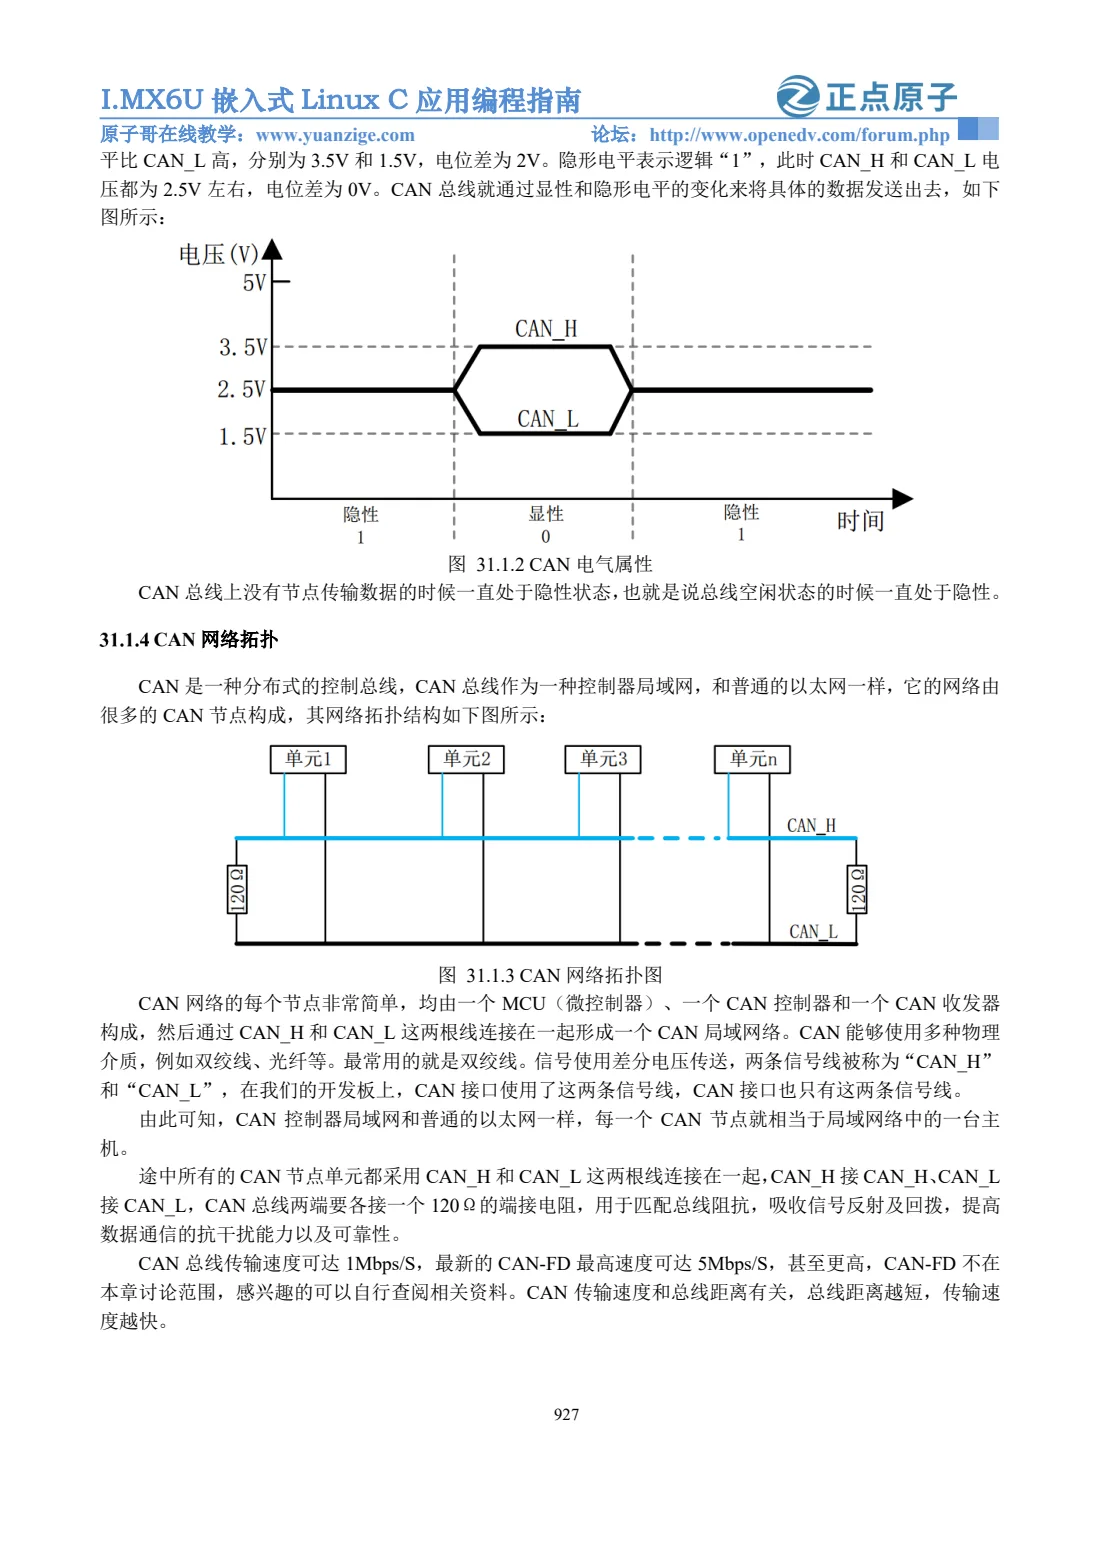 I.MX6U 嵌入式 Linux C 应用编程指南
正点原子
原子哥在线教学：www.yuanzige.com 论坛：http://www.openedv.com/forum.php
平比 CAN_L 高，分别为 3.5V 和 1.5V，电位差为 2V。隐形电平表示逻辑“1”，此时 CAN_H 和 CAN_L 电
压都为 2.5V 左右，电位差为 0V。CAN 总线就通过显性和隐形电平的变化来将具体的数据发送出去，如下
图所示：
电压(V)
5V
CAN_H
3.5V
2.5V
CAN_L
1.5V
隐性 显性 隐性 时间
1 0 1
图 31.1.2 CAN 电气属性
CAN 总线上没有节点传输数据的时候一直处于隐性状态，也就是说总线空闲状态的时候一直处于隐性。
31.1.4 CAN 网络拓扑
CAN 是一种分布式的控制总线，CAN 总线作为一种控制器局域网，和普通的以太网一样，它的网络由
很多的 CAN 节点构成，其网络拓扑结构如下图所示：
单元1 单元2 单元3 单元n
CAN_H
120Ω 120Ω
CAN_L
图 31.1.3 CAN 网络拓扑图
CAN 网络的每个节点非常简单，均由一个 MCU（微控制器）、一个 CAN 控制器和一个 CAN 收发器
构成，然后通过 CAN_H 和 CAN_L 这两根线连接在一起形成一个 CAN 局域网络。CAN 能够使用多种物理
介质，例如双绞线、光纤等。最常用的就是双绞线。信号使用差分电压传送，两条信号线被称为“CAN_H”
和“CAN_L”，在我们的开发板上，CAN 接口使用了这两条信号线，CAN 接口也只有这两条信号线。
由此可知，CAN 控制器局域网和普通的以太网一样，每一个 CAN 节点就相当于局域网络中的一台主
机。
途中所有的 CAN 节点单元都采用 CAN_H 和 CAN_L 这两根线连接在一起，CAN_H 接 CAN_H、CAN_L
接 CAN_L，CAN 总线两端要各接一个 120Ω的端接电阻，用于匹配总线阻抗，吸收信号反射及回拨，提高
数据通信的抗干扰能力以及可靠性。
CAN 总线传输速度可达 1Mbps/S，最新的 CAN-FD 最高速度可达 5Mbps/S，甚至更高，CAN-FD 不在
本章讨论范围，感兴趣的可以自行查阅相关资料。CAN 传输速度和总线距离有关，总线距离越短，传输速
度越快。
927